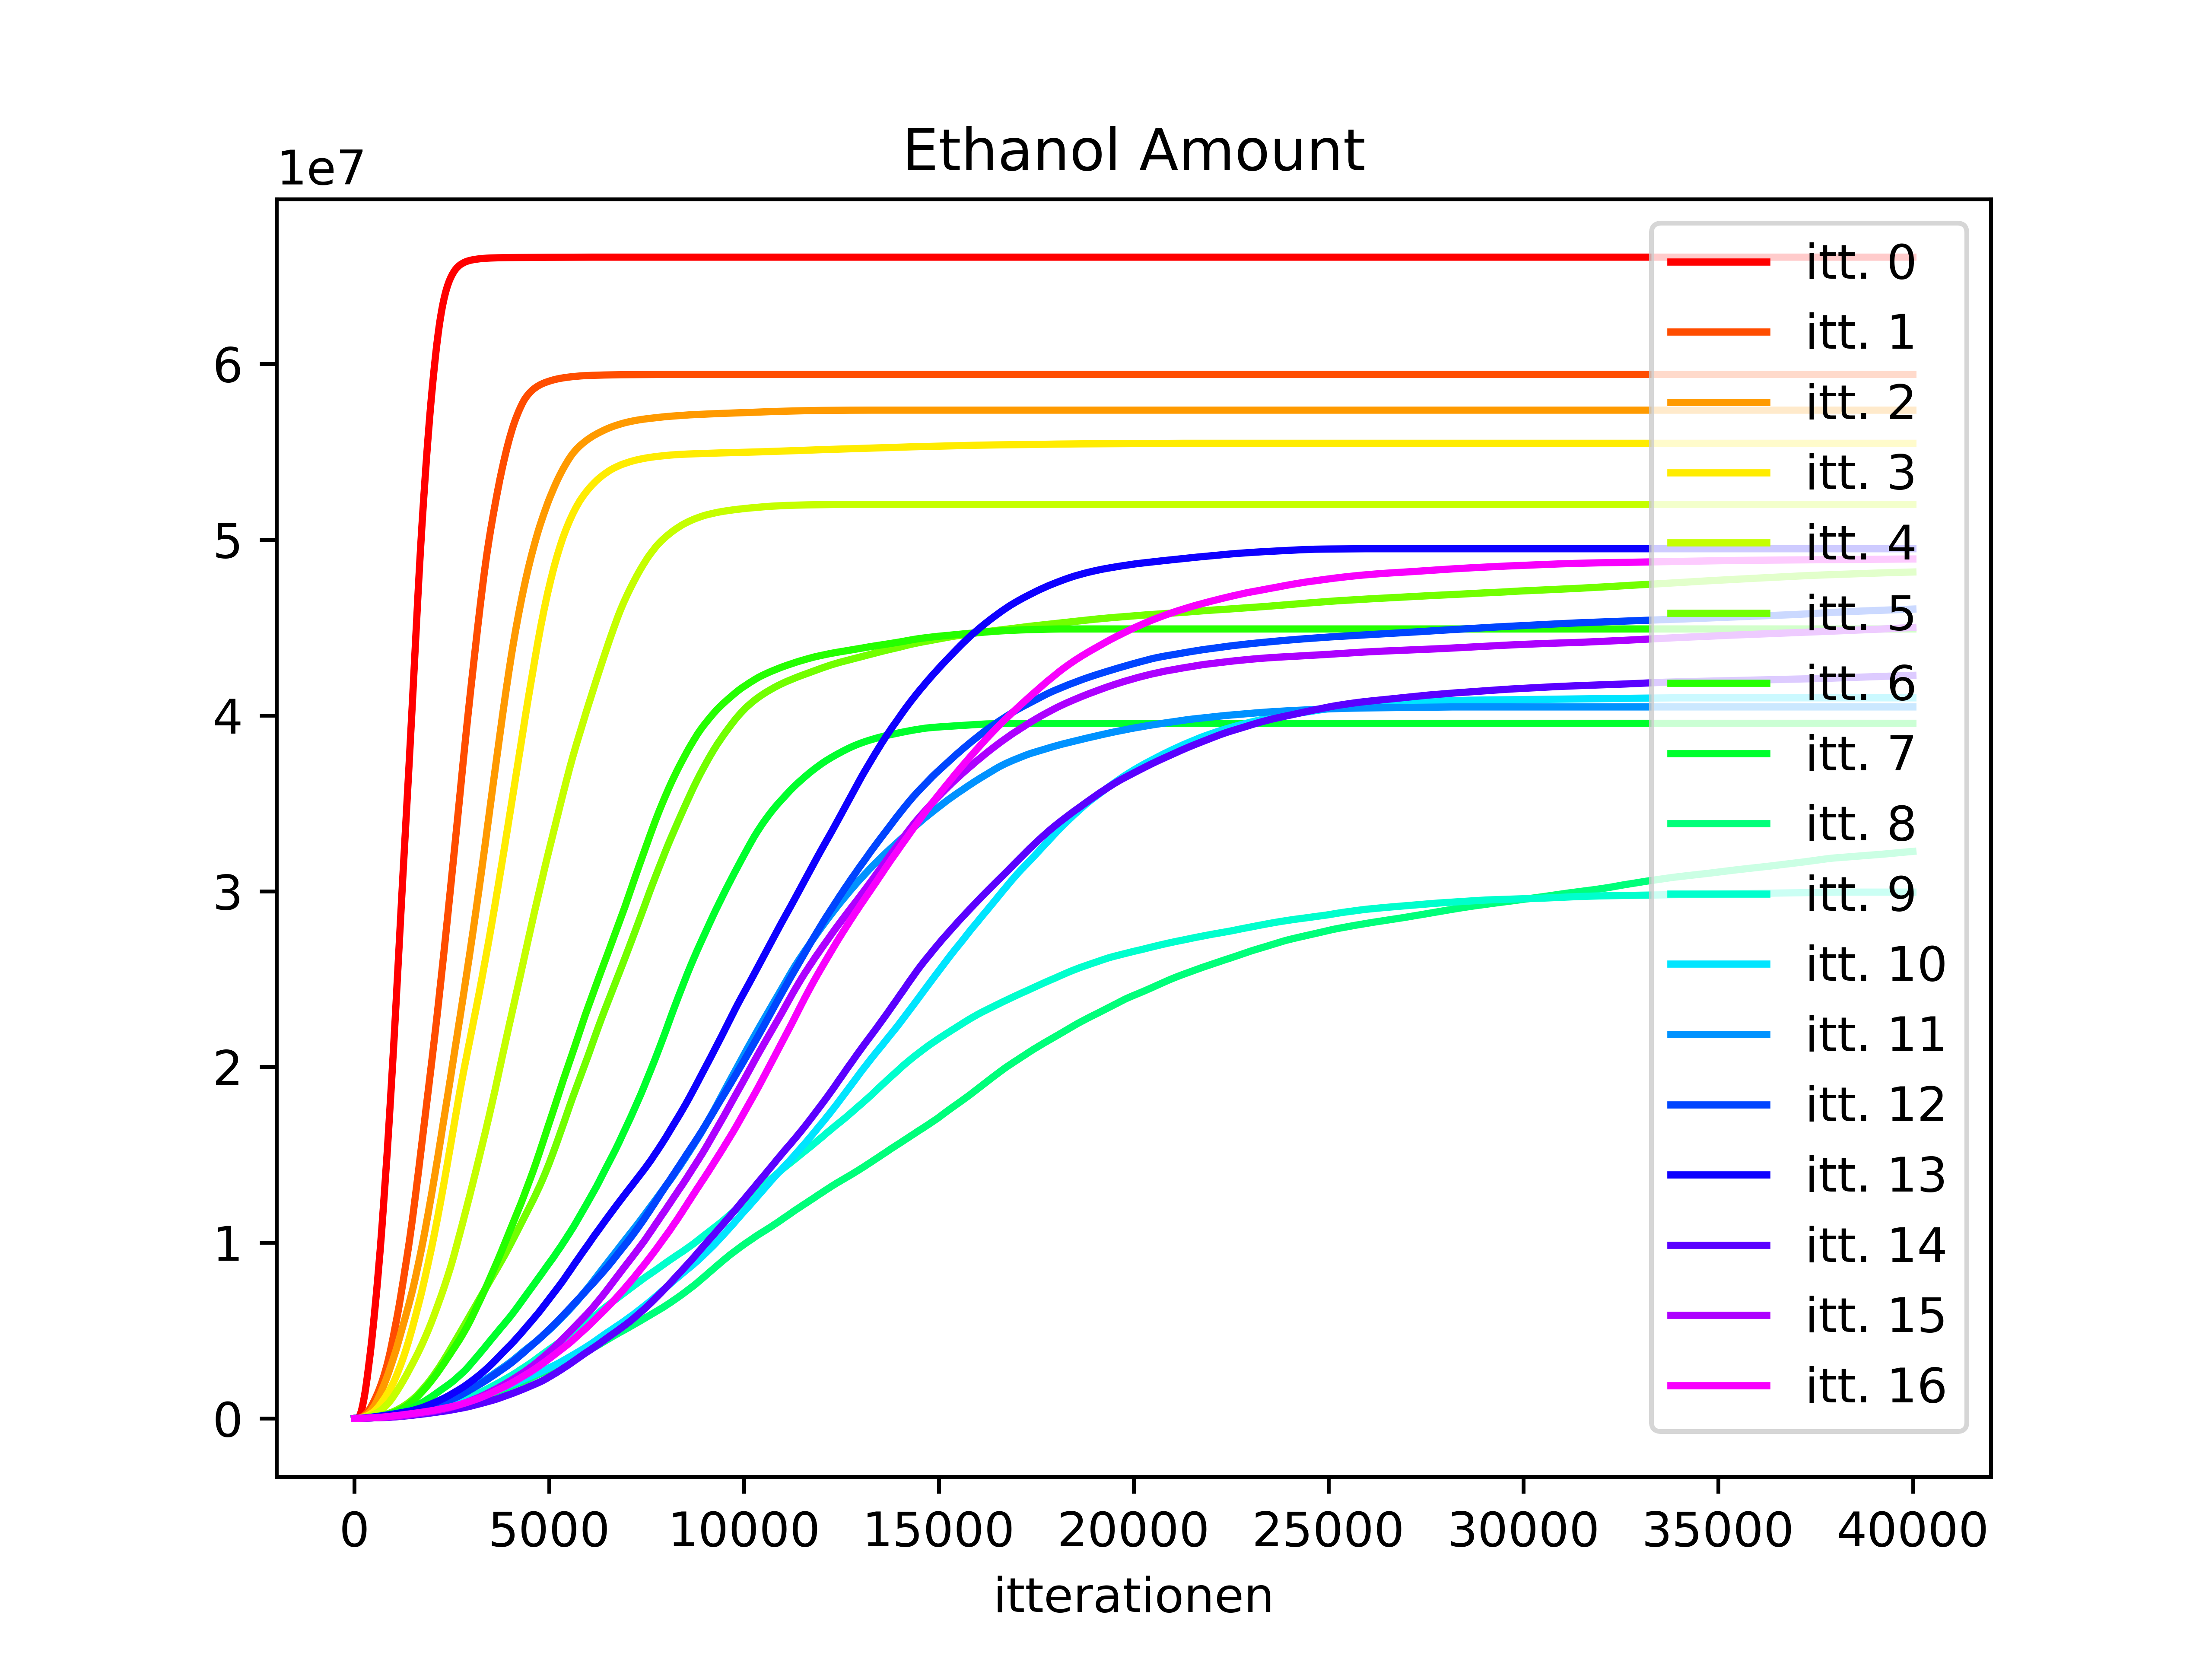 Ethanol Amount
1e7
6
5
4
3
2
1
0
0 5000 10000 15000 20000 25000 30000 35000 40000
itterationen
itt. 0
itt. 1
itt. 2
itt. 3
itt. 4
itt. 5
itt. 6
itt. 7
itt. 8
itt. 9
itt. 10
itt. 11
itt. 12
itt. 13
itt. 14
itt. 15
itt. 16